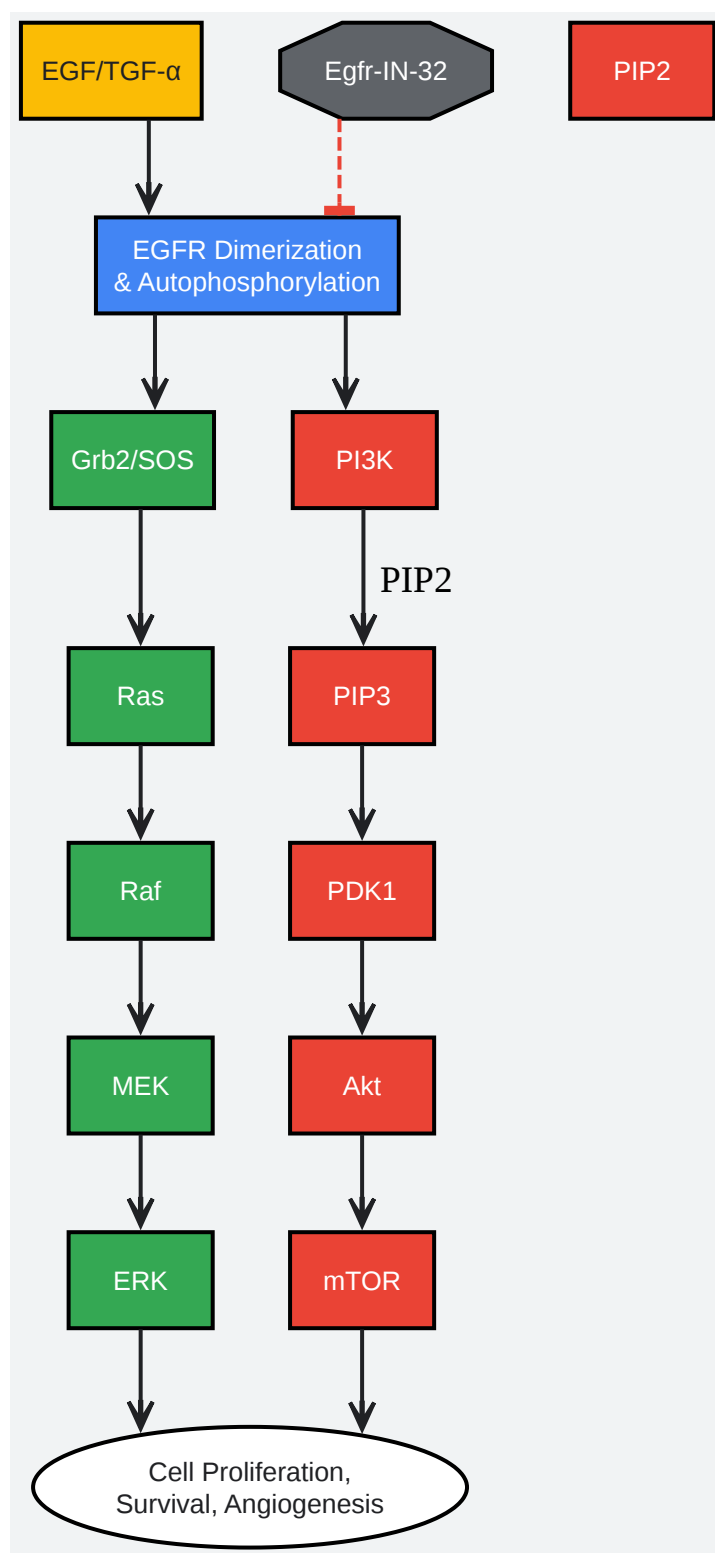 EGF/TGF-α
Egfr-IN-32
PIP2
EGFR Dimerization
& Autophosphorylation
Grb2/SOS
PI3K
PIP2
Ras
PIP3
Raf
PDK1
MEK
Akt
ERK
mTOR
Cell Proliferation,
Survival, Angiogenesis